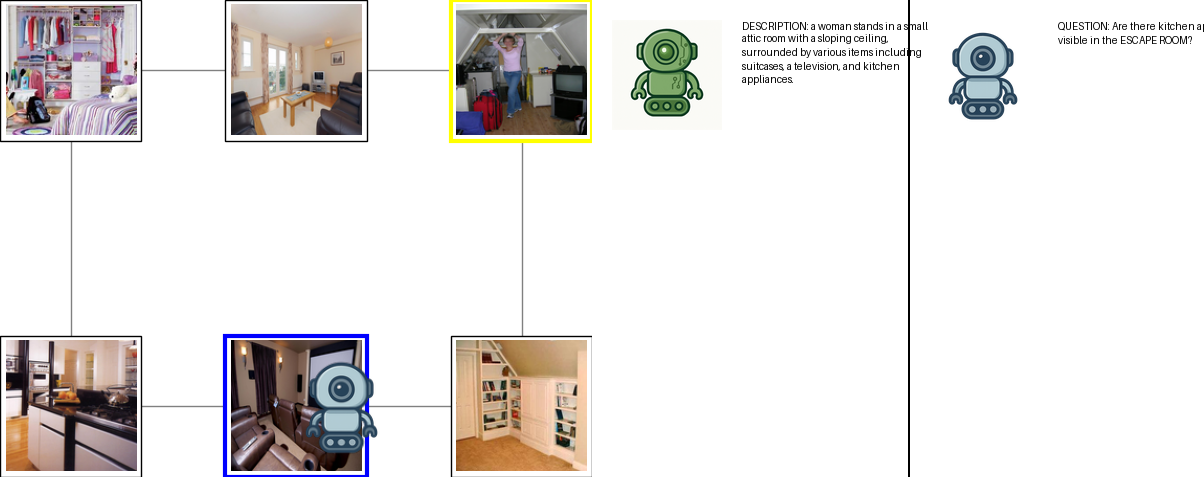 DESCRIPTION: a woman stands in a small
attic room with a sloping ceiling,
surrounded by various items including
suitcases, a television, and kitchen
appliances.
QUESTION: Are there kitchen a
visible in the ESCAPE ROOM?